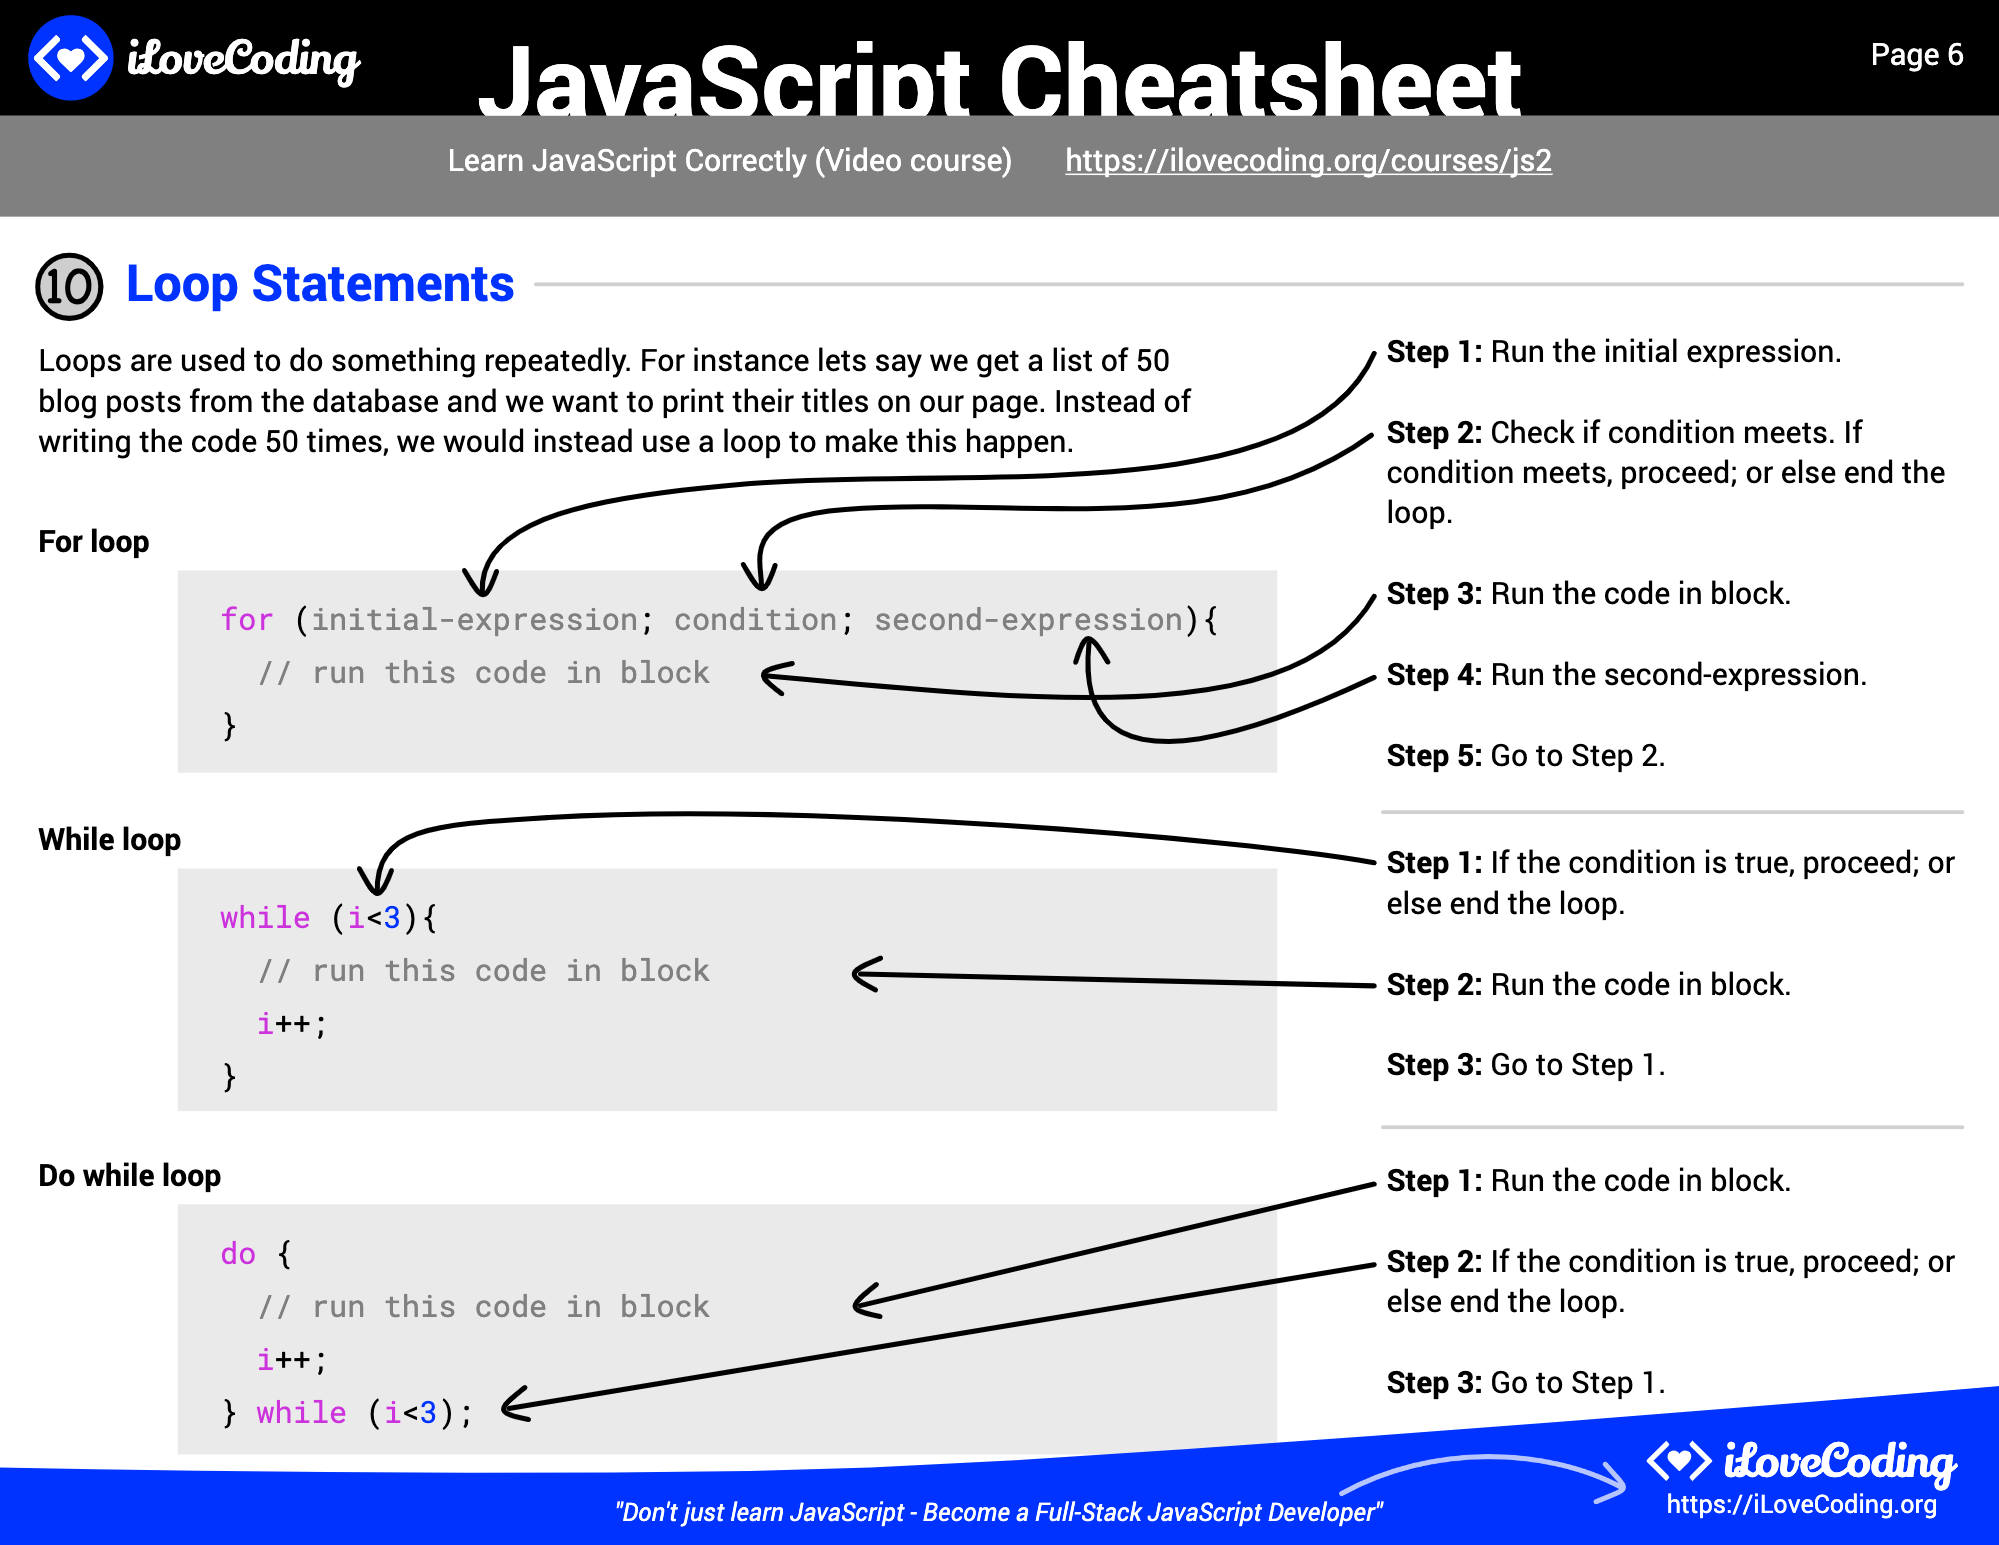 iLoveCoding
JavaScript Cheatsheet
Page 6
Learn JavaScript Correctly (Video course) https://ilovecoding.org/courses/js2
10 Loop Statements
Loops are used to do something repeatedly. For instance lets say we get a list of 50
blog posts from the database and we want to print their titles on our page. Instead of
writing the code 50 times, we would instead use a loop to make this happen.
For loop
for (initial-expression; condition; second-expression){
  // run this code in block
}
Step 1: Run the initial expression.
Step 2: Check if condition meets. If
condition meets, proceed; or else end the
loop.
Step 3: Run the code in block.
Step 4: Run the second-expression.
Step 5: Go to Step 2.
While loop
while (i<3){
  // run this code in block
  i++;
}
Step 1: If the condition is true, proceed; or
else end the loop.
Step 2: Run the code in block.
Step 3: Go to Step 1.
Do while loop
do {
  // run this code in block
  i++;
} while (i<3);
Step 1: Run the code in block.
Step 2: If the condition is true, proceed; or
else end the loop.
Step 3: Go to Step 1.
"Don't just learn JavaScript - Become a Full-Stack JavaScript Developer"
iLoveCoding
https://iLoveCoding.org